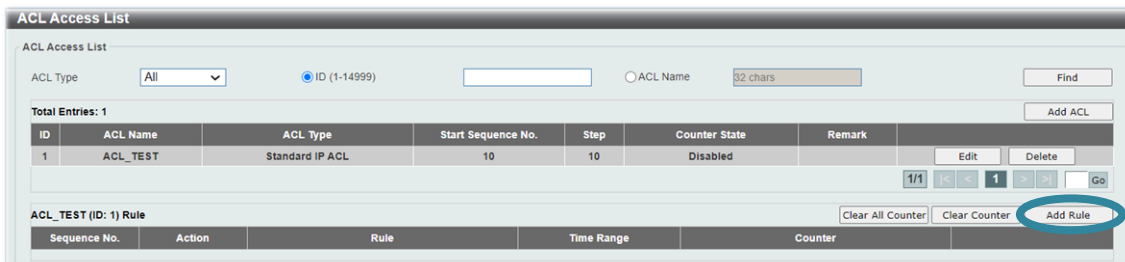 ACL Access List
ACL Access List
ACL Type All ID (1-14999) ACL Name 32 chars Find
Total Entries: 1 Add ACL
ID ACL Name ACL Type Start Sequence No. Step Counter State Remark
1 ACL_TEST Standard IP ACL 10 10 Disabled Edit Delete
1/1 |< < 1 > >| Go
ACL_TEST (ID: 1) Rule Clear All Counter Clear Counter Add Rule
Sequence No. Action Rule Time Range Counter